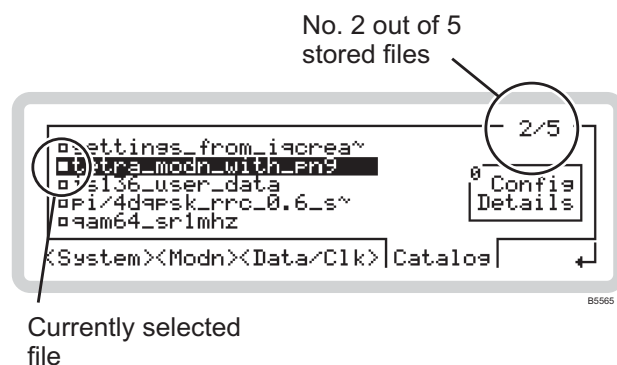 No. 2 out of 5
stored files
2/5
settings_from_iqcrea~
tetra_modn_with_pn9
is136_user_data
pi/4dqpsk_rrc_0.6_s~
qam64_sr1mhz
0
Config
Details
<System><Modn><Data/Clk> Catalog
B5565
Currently selected
file